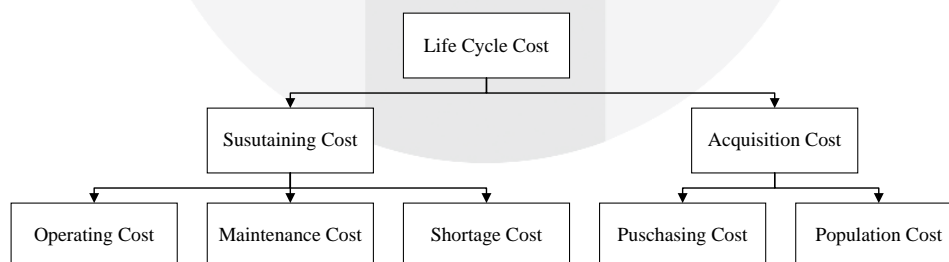 Life Cycle Cost
Susutaining Cost
Acquisition Cost
Operating Cost
Maintenance Cost
Shortage Cost
Puschasing Cost
Population Cost